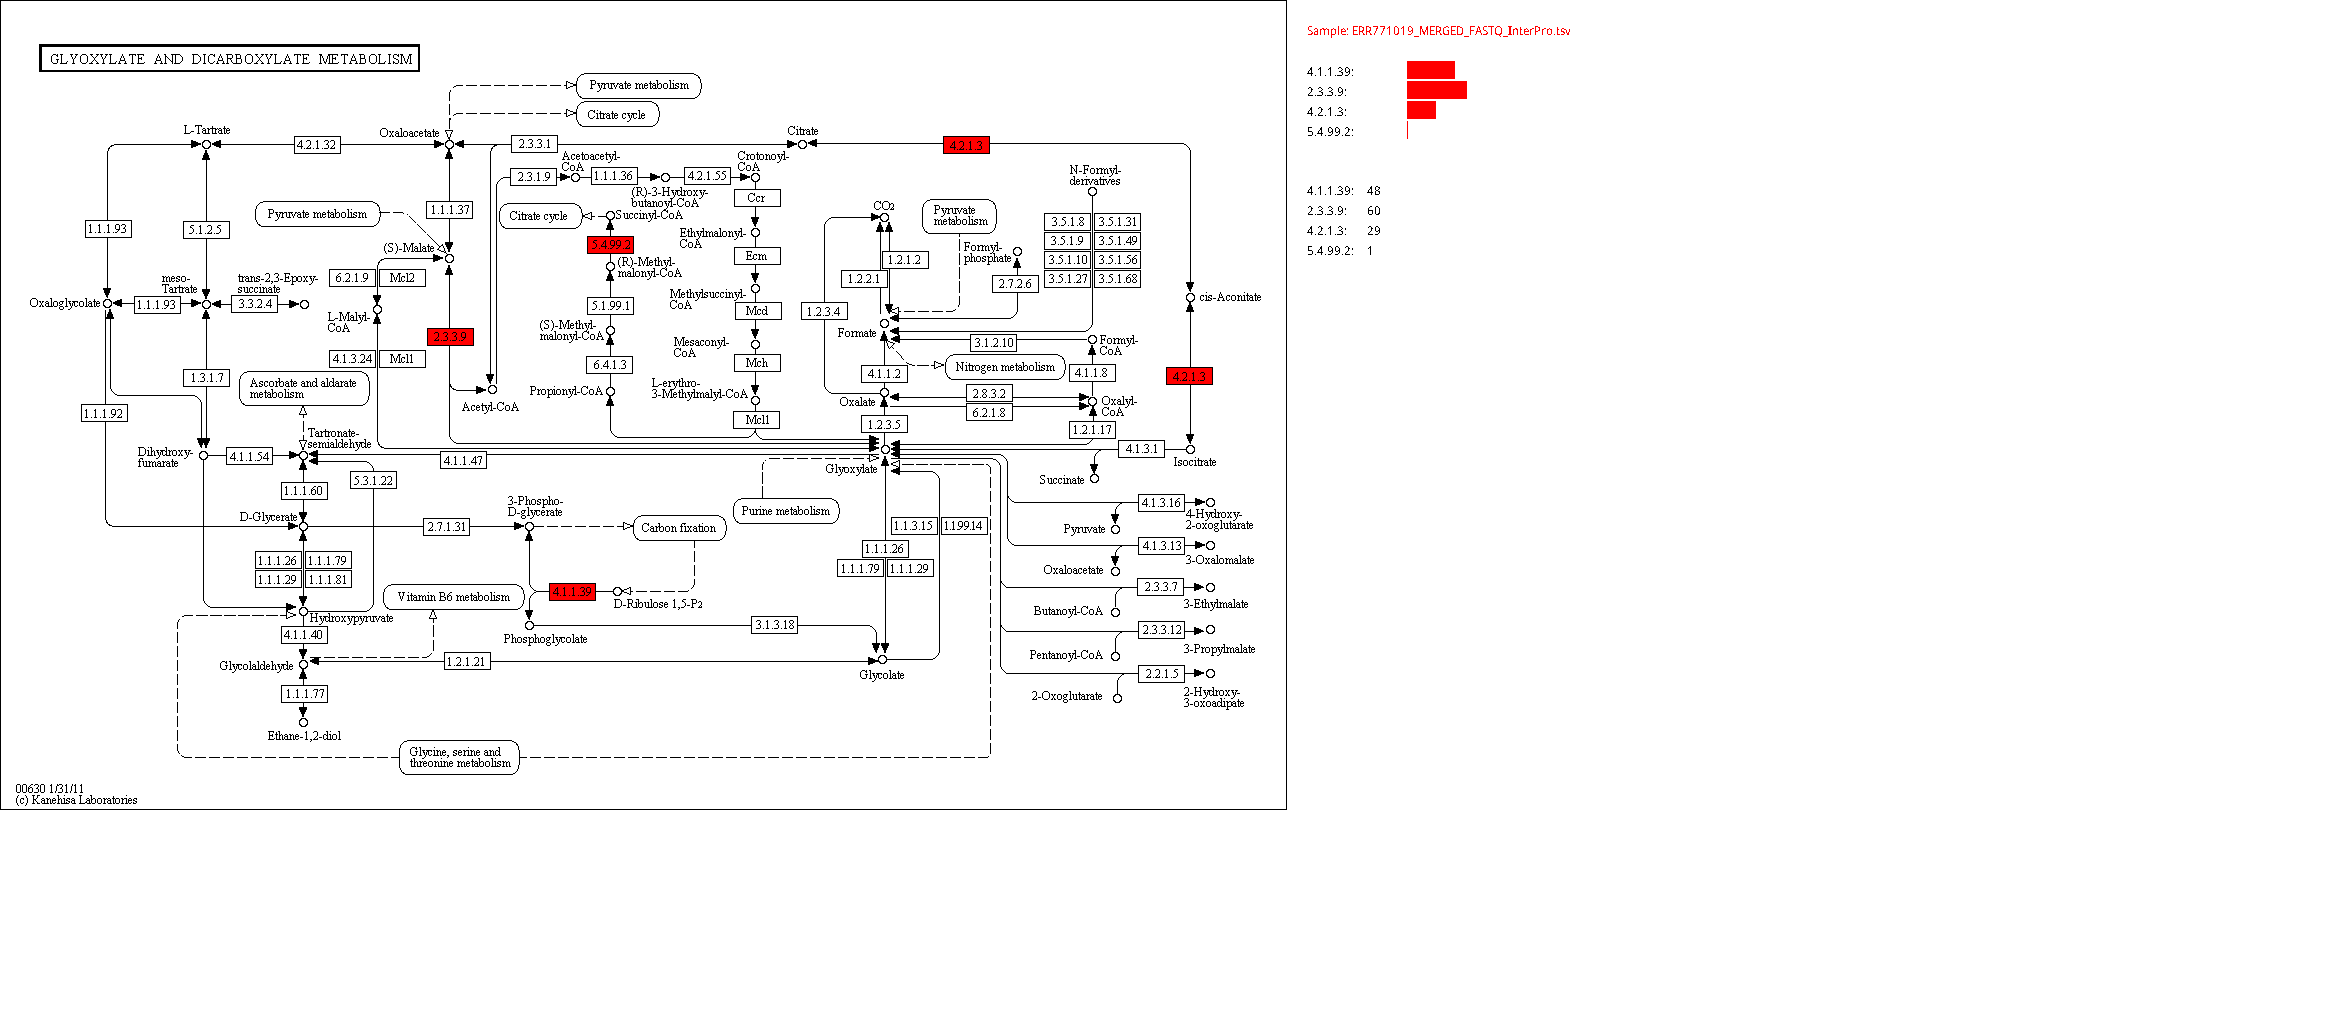 GLYOXYLATE AND DICARBOXYLATE METABOLISM
Sample: ERR771019_MERGED_FASTQ_InterPro.tsv
4.1.1.39:
2.3.3.9:
4.2.1.3:
5.4.99.2:
4.1.1.39: 48
2.3.3.9: 60
4.2.1.3: 29
5.4.99.2: 1
Pyruvate metabolism
Citrate cycle
L-Tartrate
Oxaloacetate
Citrate
4.2.1.32
2.3.3.1
4.2.1.3
Acetoacetyl-
CoA
Crotonoyl-
CoA
2.3.1.9
1.1.1.36
4.2.1.55
(R)-3-Hydroxy-
butanoyl-CoA
Ccr
N-Formyl-
derivatives
Pyruvate metabolism
1.1.1.37
Citrate cycle
Succinyl-CoA
CO2
Pyruvate
metabolism
3.5.1.8
3.5.1.31
3.5.1.9
3.5.1.49
3.5.1.10
3.5.1.56
3.5.1.27
3.5.1.68
1.1.1.93
5.1.2.5
(S)-Malate
5.4.99.2
Ethylmalonyl-
CoA
Ecm
Formyl-
phosphate
1.2.1.2
1.2.2.1
2.7.2.6
(R)-Methyl-
malonyl-CoA
6.2.1.9
Mcl2
meso-
Tartrate
trans-2,3-Epoxy-
succinate
Oxaloglycolate
1.1.1.93
3.3.2.4
5.1.99.1
Methylsuccinyl-
CoA
Mcd
1.2.3.4
cis-Aconitate
L-Malyl-
CoA
2.3.3.9
(S)-Methyl-
malonyl-CoA
Formate
3.1.2.10
Formyl-
CoA
Mesaconyl-
CoA
4.1.3.24
Mcl1
6.4.1.3
Mch
Nitrogen metabolism
4.1.1.2
4.1.1.8
4.2.1.3
1.3.1.7
Ascorbate and aldarate
metabolism
Propionyl-CoA
L-erythro-
3-Methylmalyl-CoA
Oxalate
2.8.3.2
6.2.1.8
Oxalyl-
CoA
1.1.1.92
Acetyl-CoA
Mcl1
1.2.3.5
1.2.1.17
Tartronate-
semialdehyde
Dihydroxy-
fumarate
4.1.1.54
4.1.1.47
Glyoxylate
4.1.3.1
Isocitrate
Succinate
5.3.1.22
1.1.1.60
D-Glycerate
3-Phospho-
D-glycerate
2.7.1.31
Carbon fixation
Purine metabolism
4.1.3.16
4-Hydroxy-
2-oxoglutarate
Pyruvate
1.1.3.15
1.1.99.14
1.1.1.26
1.1.1.79
1.1.1.29
4.1.3.13
3-Oxalomalate
Oxaloacetate
1.1.1.26
1.1.1.79
1.1.1.29
1.1.1.81
4.1.1.39
D-Ribulose 1,5-P2
Vitamin B6 metabolism
2.3.3.7
3-Ethylmalate
Butanoyl-CoA
Hydroxypyruvate
4.1.1.40
Phosphoglycolate
3.1.3.18
2.3.3.12
3-Propylmalate
Pentanoyl-CoA
Glycolaldehyde
1.2.1.21
Glycolate
1.1.1.77
2.2.1.5
2-Hydroxy-
3-oxoadipate
2-Oxoglutarate
Ethane-1,2-diol
Glycine, serine and
threonine metabolism
00630 1/31/11
(c) Kanehisa Laboratories